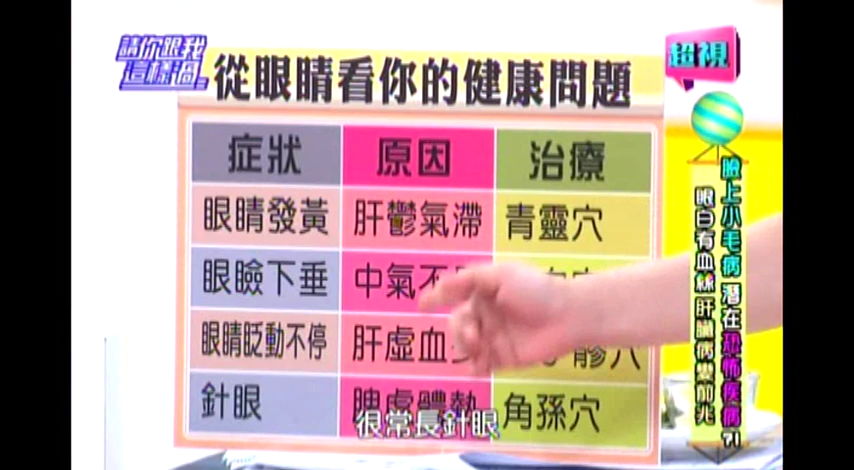 請你跟我
這樣過
超視
從眼睛看你的健康問題
症狀 原因 治療
眼睛發黃 肝鬱氣滯 青靈穴
眼瞼下垂 中氣不
眼睛眨動不停 肝虛血
針眼 脾虛體熱 角孫穴
很常長針眼
臉上小毛病 潛在恐怖疾病?!
眼白有血絲 肝臟病變前兆